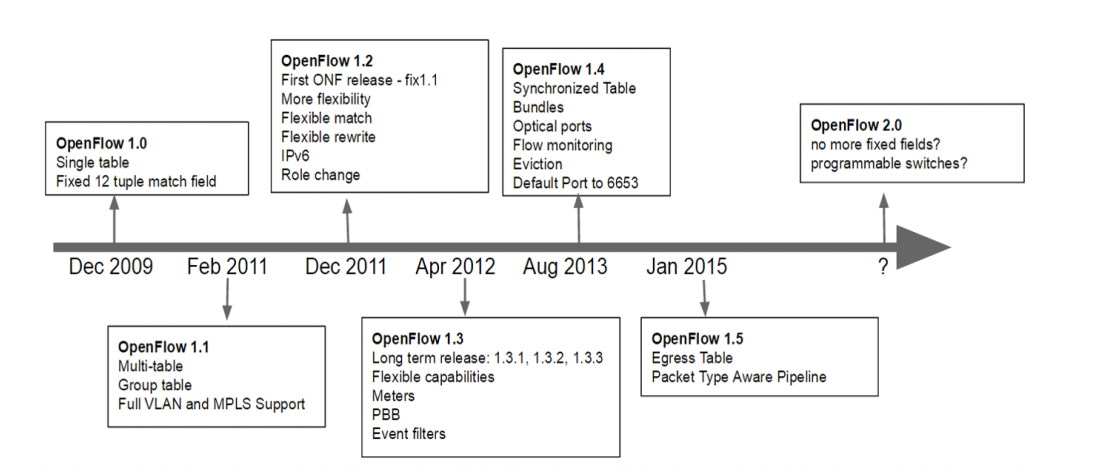 OpenFlow 1.0
Single table
Fixed 12 tuple match field
OpenFlow 1.2
First ONF release - fix1.1
More flexibility
Flexible match
Flexible rewrite
IPv6
Role change
OpenFlow 1.4
Synchronized Table
Bundles
Optical ports
Flow monitoring
Eviction
Default Port to 6653
OpenFlow 2.0
no more fixed fields?
programmable switches?
Dec 2009 Feb 2011 Dec 2011 Apr 2012 Aug 2013 Jan 2015 ?
OpenFlow 1.1
Multi-table
Group table
Full VLAN and MPLS Support
OpenFlow 1.3
Long term release: 1.3.1, 1.3.2, 1.3.3
Flexible capabilities
Meters
PBB
Event filters
OpenFlow 1.5
Egress Table
Packet Type Aware Pipeline